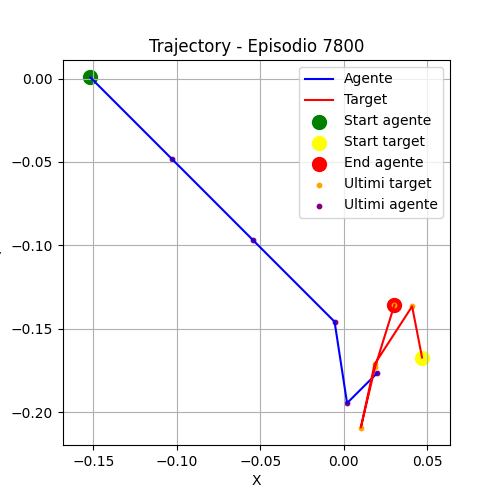 Trajectory - Episodio 7800
Agente
Target
Start agente
Start target
End agente
Ultimi target
Ultimi agente
0.00
−0.05
−0.10
−0.15
−0.20
−0.15
−0.10
−0.05
0.00
0.05
X